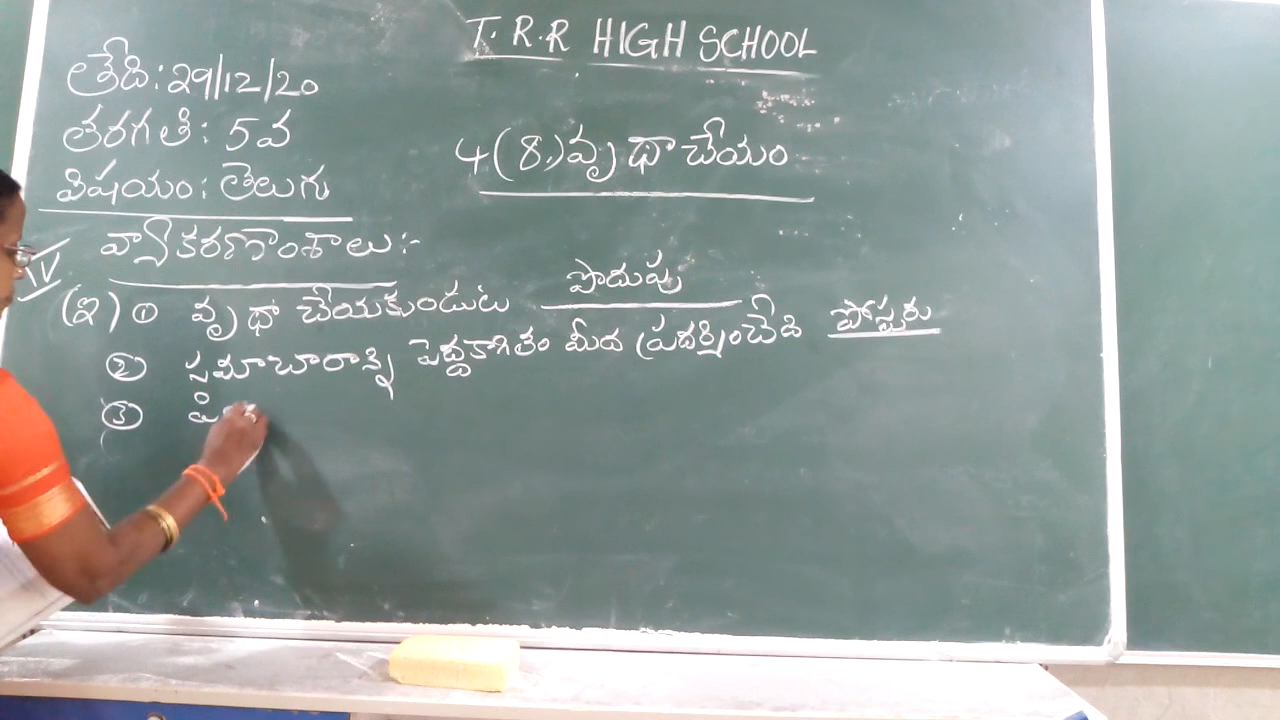 T. R. R HIGH SCHOOL
తేది: 29/12/20
తరగతి: 5వ
విషయం: తెలుగు
4(8.) వృథా చేయం
వ్యాకరణాంశాలు:-
IV
(ఇ) ① వృథా చేయకుండుట పొదుపు
② సమాచారాన్ని పెద్దకాగితం మీద ప్రదర్శించేది పోస్టరు
③